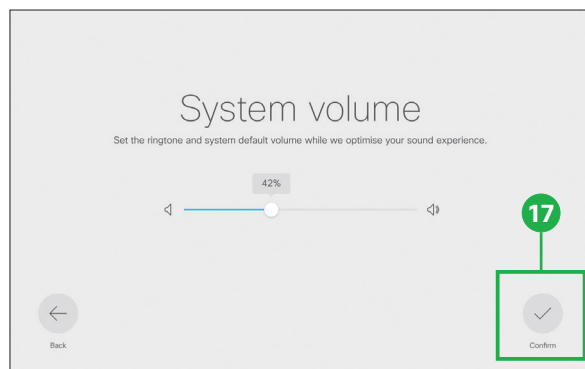 System volume
Set the ringtone and system default volume while we optimise your sound experience.
42%
17
Back
Confirm